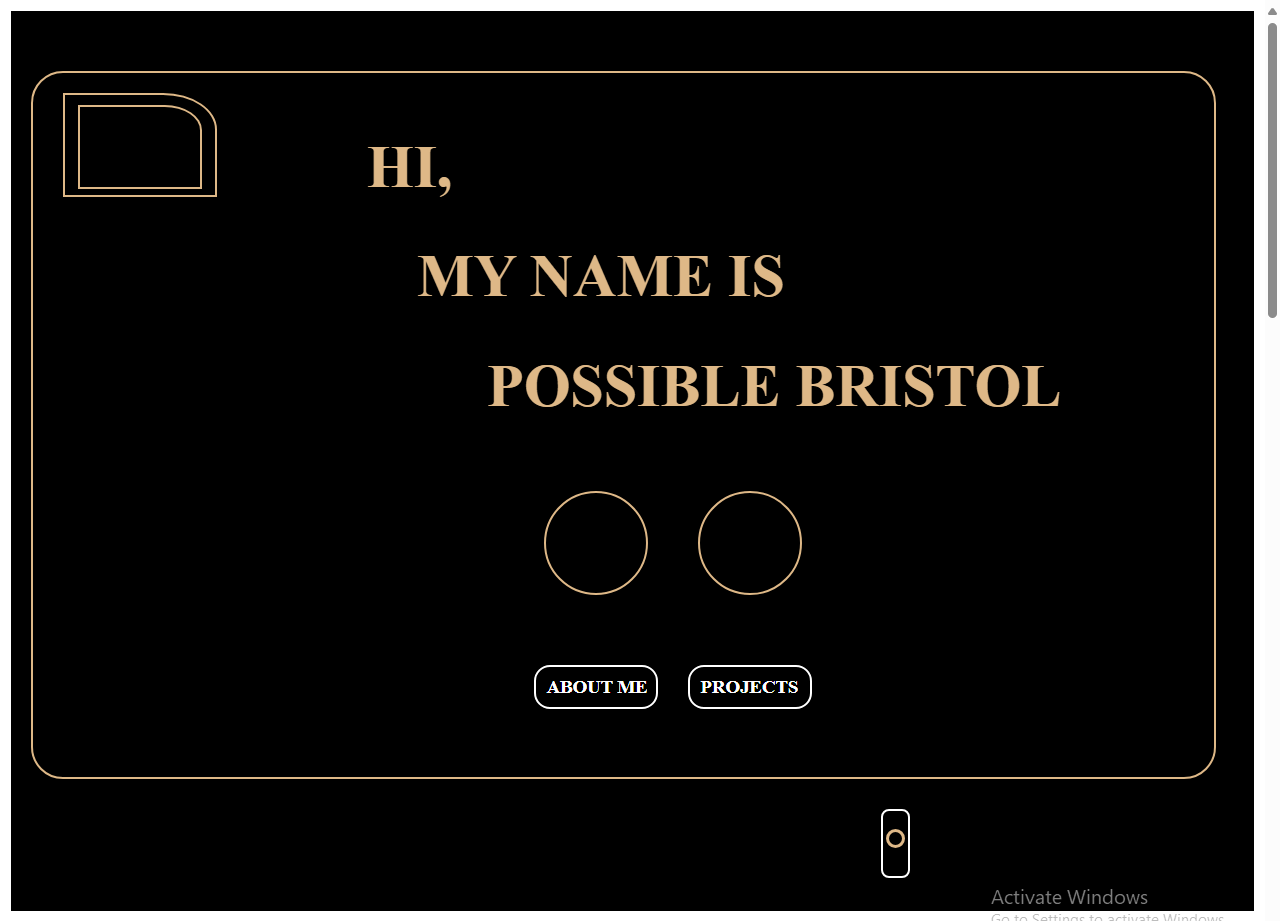 HI,
MY NAME IS
POSSIBLE BRISTOL
ABOUT ME
PROJECTS
Activate Windows
Go to Settings to activate Windows.